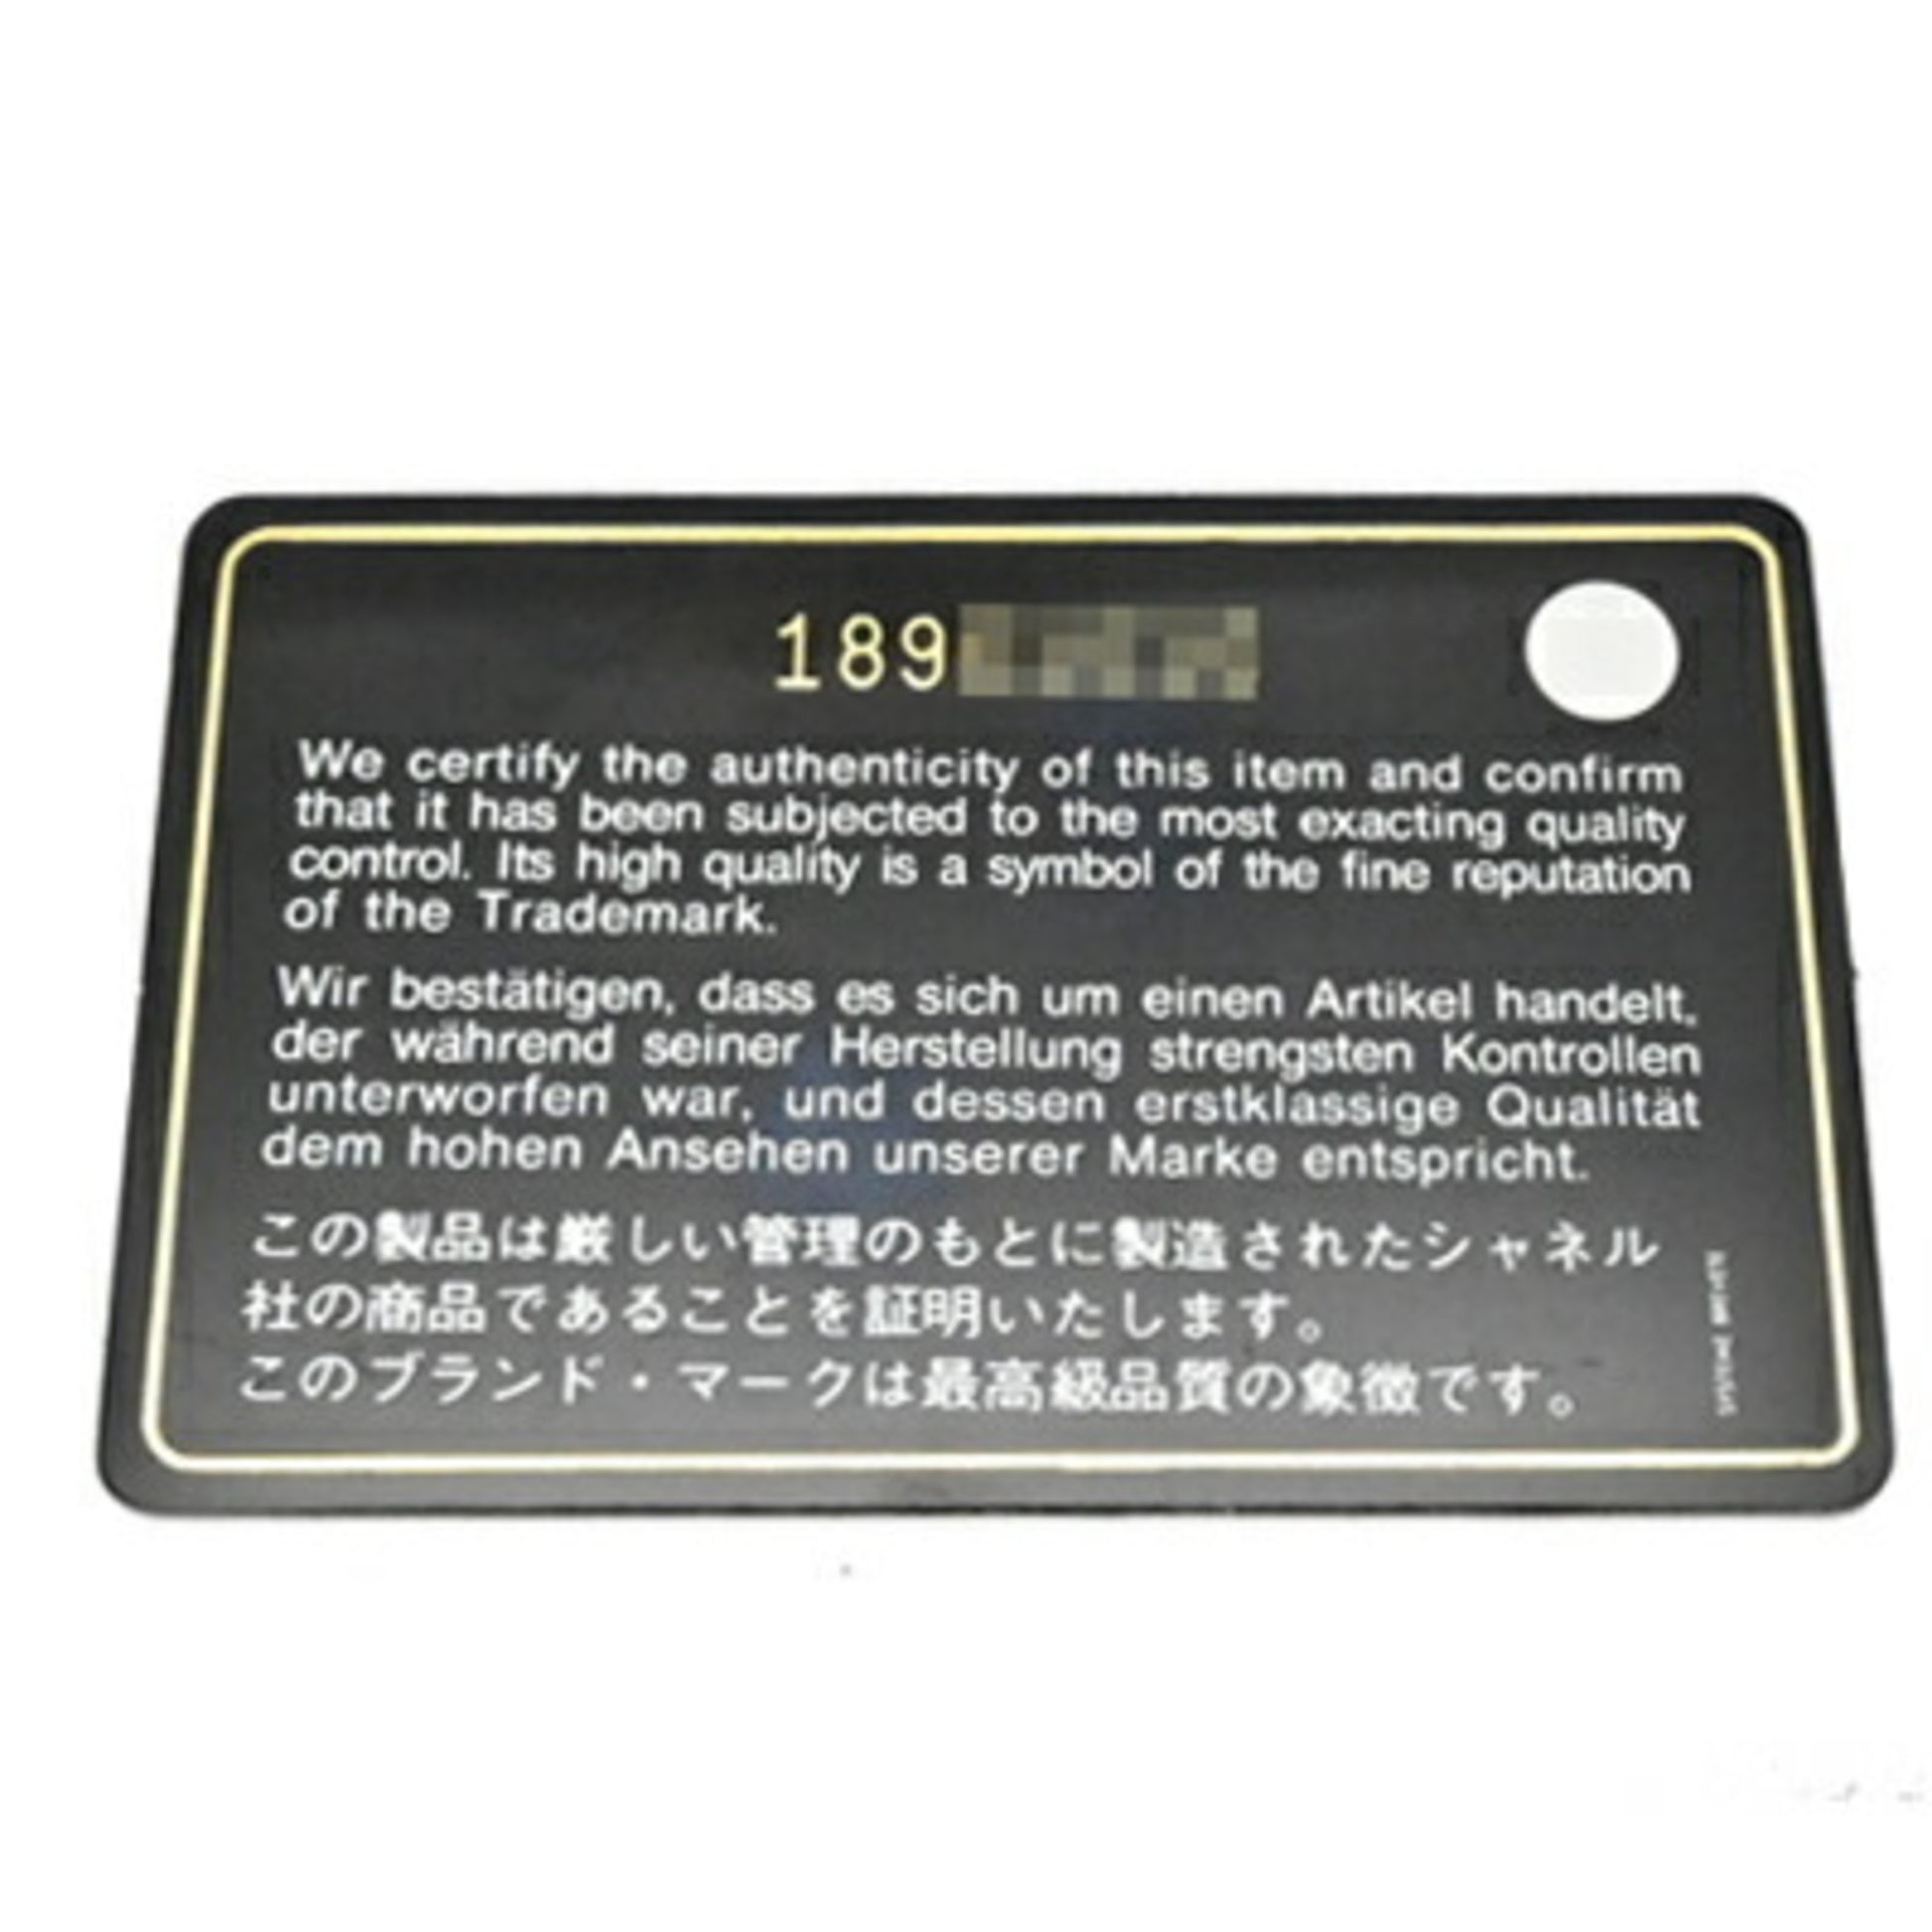 189
We certify the authenticity of this item and confirm
that it has been subjected to the most exacting quality
control. Its high quality is a symbol of the fine reputation
of the Trademark.
Wir bestätigen, dass es sich um einen Artikel handelt,
der während seiner Herstellung strengsten Kontrollen
unterworfen war, und dessen erstklassige Qualität
dem hohen Ansehen unserer Marke entspricht.
この製品は厳しい管理のもとに製造されたシャネル
社の商品であることを証明いたします。
このブランド・マークは最高級品質の象徴です。